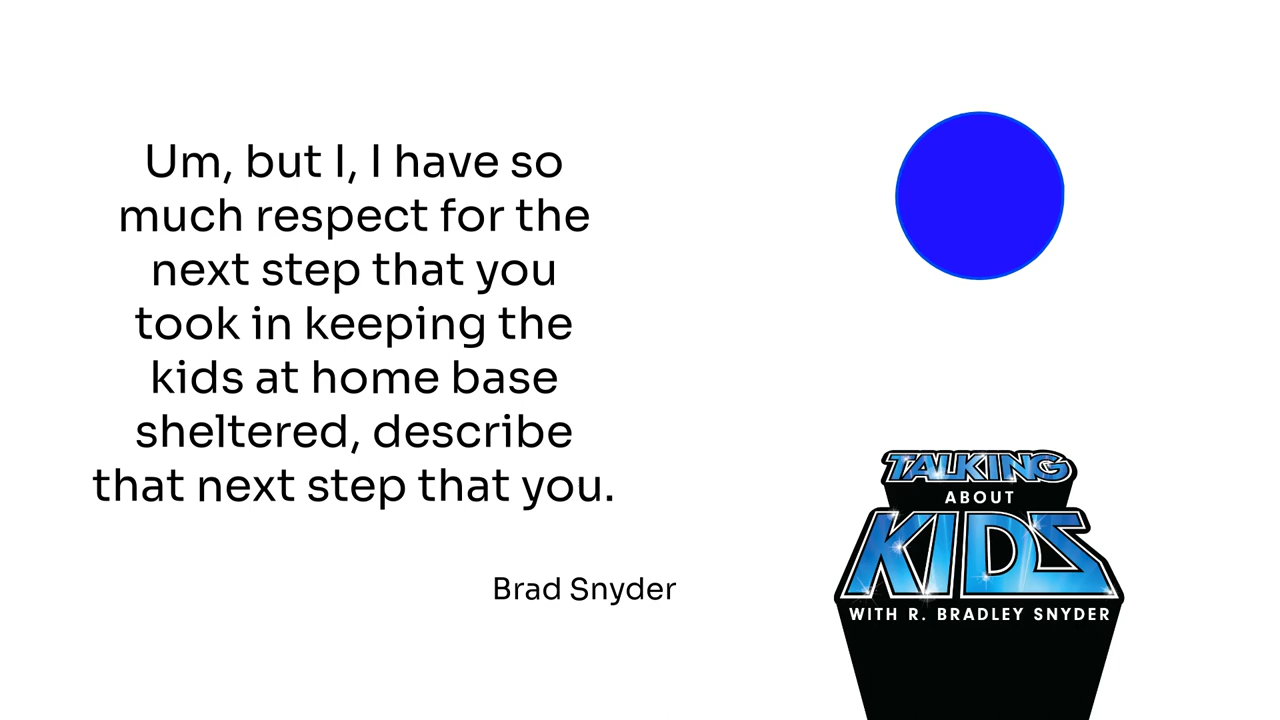 Um, but I, I have so
much respect for the
next step that you
took in keeping the
kids at home base
sheltered, describe
that next step that you.
Brad Snyder
TALKING
ABOUT
KIDS
WITH R. BRADLEY SNYDER